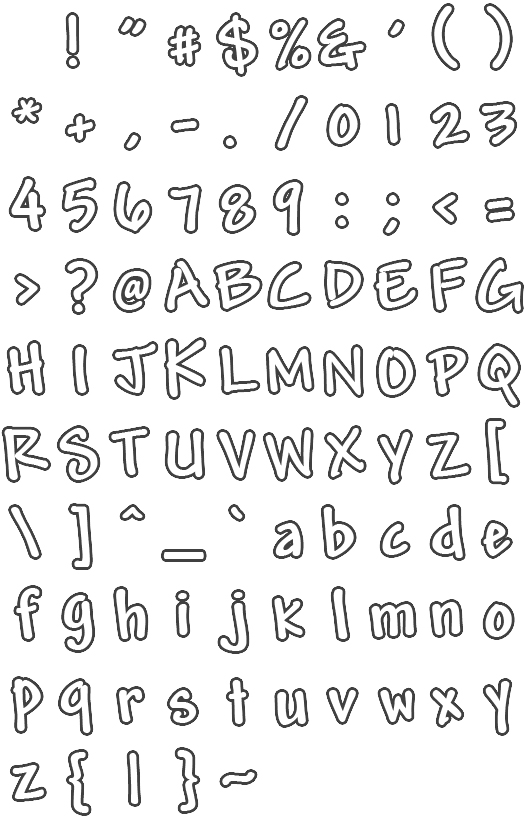 ! " # $ % & ' ( )
* + , - . / 0 1 2 3
4 5 6 7 8 9 : ; < =
> ? @ A B C D E F G
H I J K L M N O P Q
R S T U V W X Y Z [
\ ] ^ _ ` a b c d e
f g h i j k l m n o
p q r s t u v w x y
z { | } ~